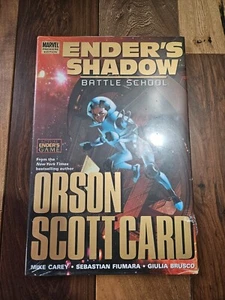 MARVEL
ENDER'S
SHADOW
BATTLE SCHOOL
ENDER'S
GAME
From the
New York Times
bestselling author
ORSON
SCOTT CARD
MIKE CAREY • SEBASTIAN FIUMARA • GIULIA BRUSCO